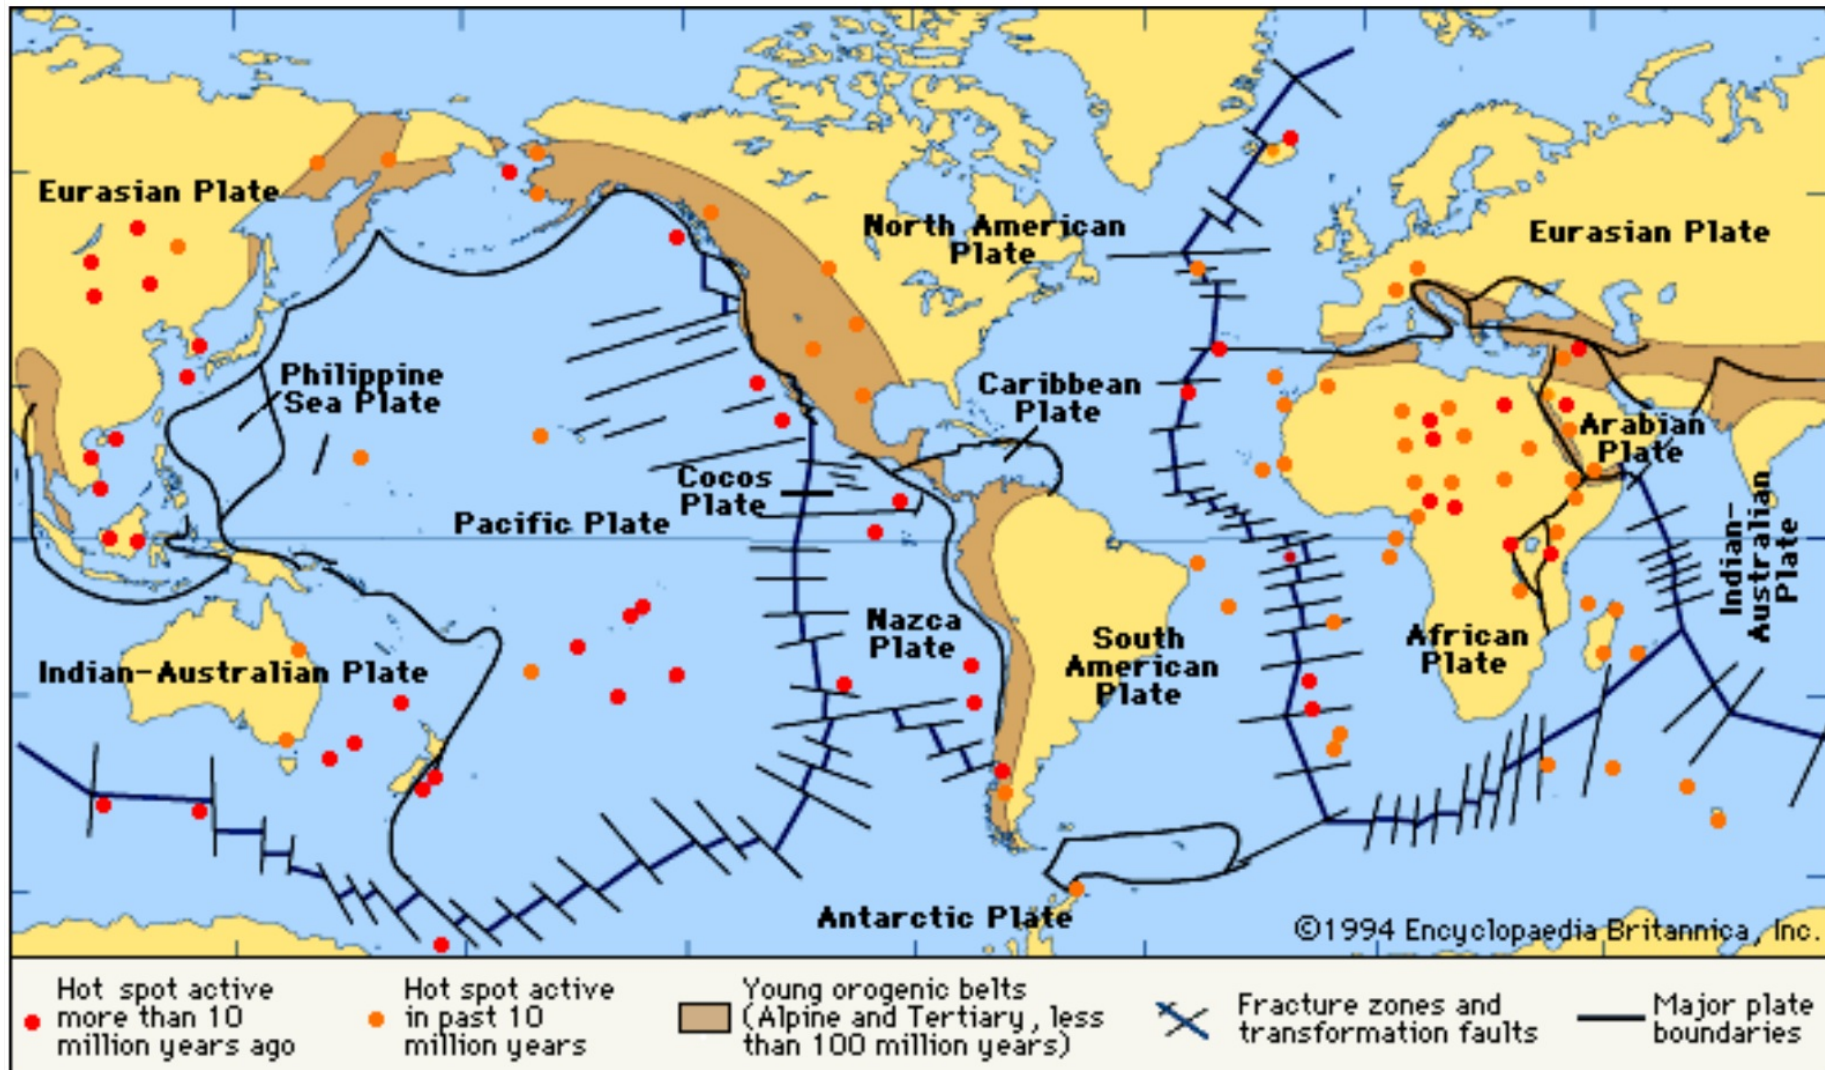 Eurasian Plate
North American
Plate
Eurasian Plate
Philippine
Sea Plate
Caribbean
Plate
Arabian
Plate
Cocos
Plate
Pacific Plate
Indian-
Australian
Plate
Nazca
Plate
South
American
Plate
African
Plate
Indian-Australian Plate
Antarctic Plate
©1994 Encyclopaedia Britannica, Inc.
Hot spot active
more than 10
million years ago
Hot spot active
in past 10
million years
Young orogenic belts
(Alpine and Tertiary, less
than 100 million years)
Fracture zones and
transformation faults
Major plate
boundaries